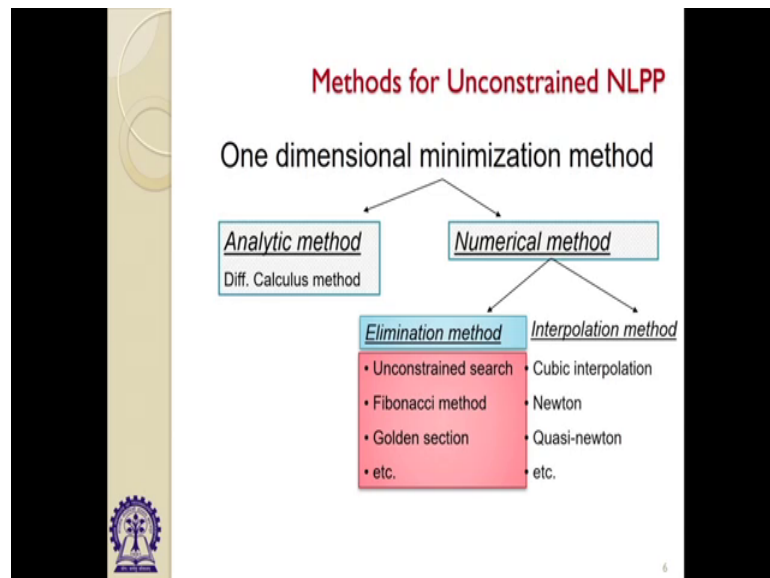 Methods for Unconstrained NLPP
One dimensional minimization method
Analytic method
Diff. Calculus method
Numerical method
Elimination method
• Unconstrained search
• Fibonacci method
• Golden section
• etc.
Interpolation method
• Cubic interpolation
• Newton
• Quasi-newton
• etc.
6